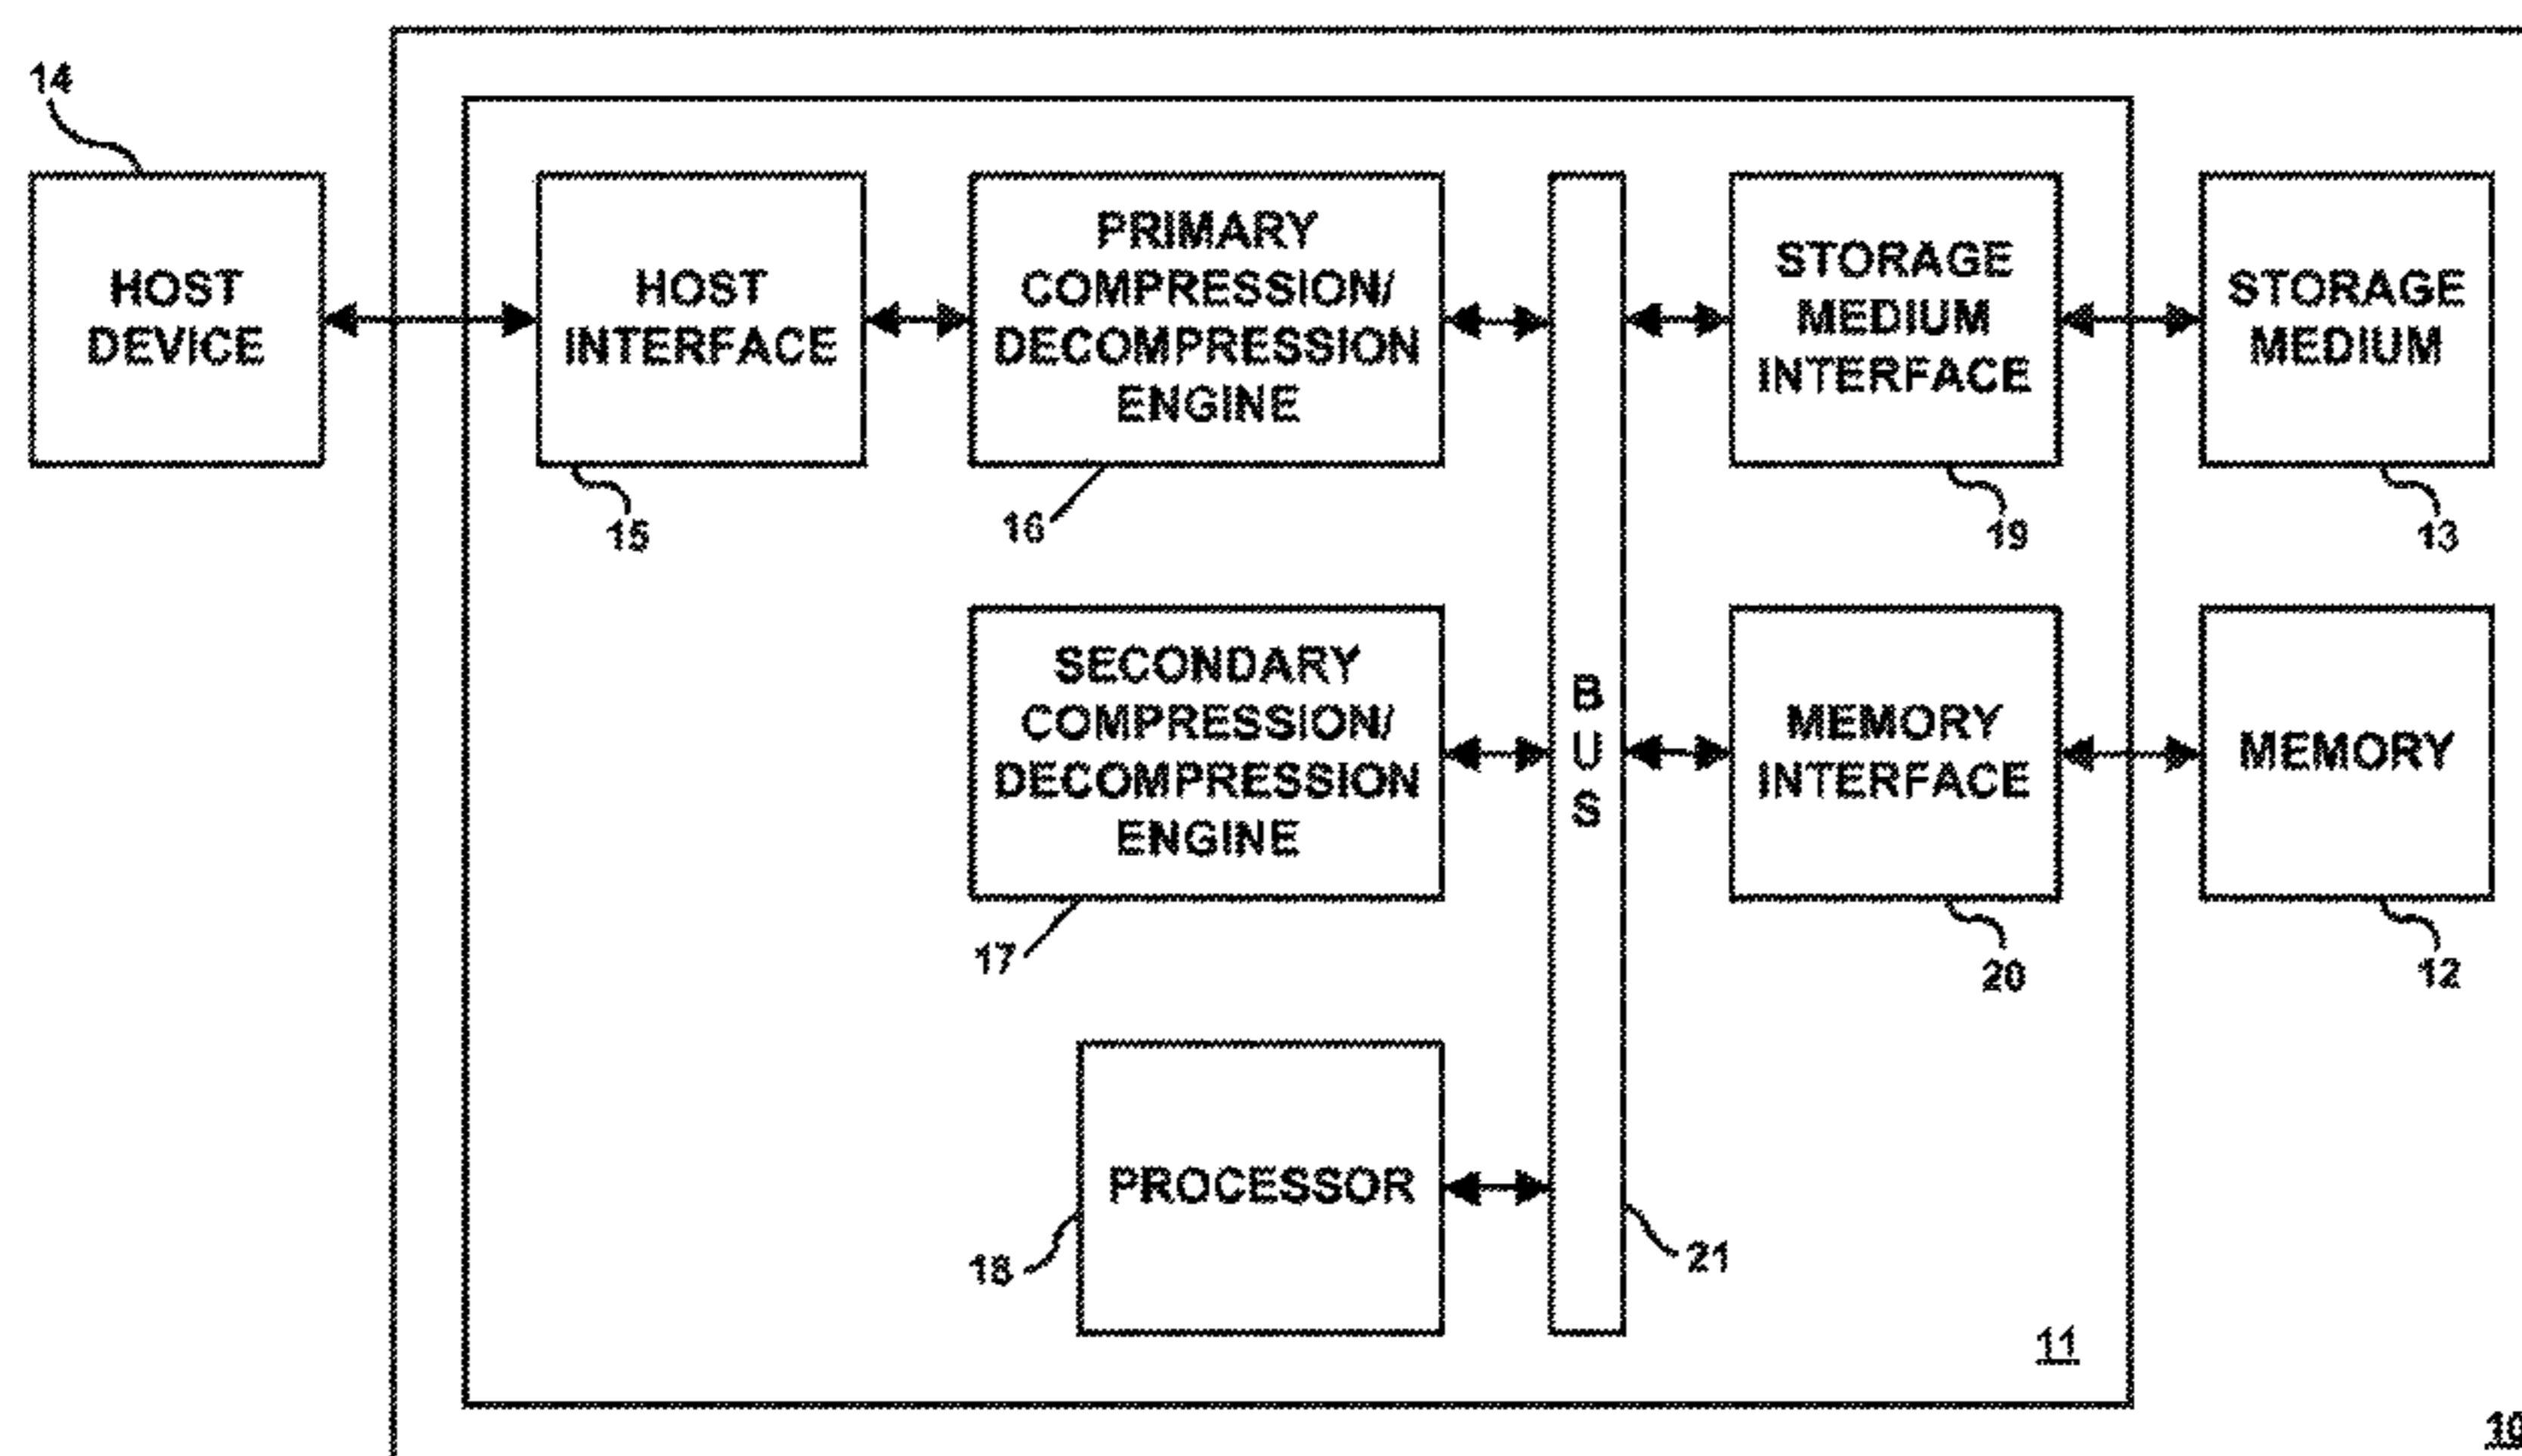 14
HOST
DEVICE
HOST
INTERFACE
15
PRIMARY
COMPRESSION/
DECOMPRESSION
ENGINE
16
STORAGE
MEDIUM
INTERFACE
19
STORAGE
MEDIUM
13
SECONDARY
COMPRESSION/
DECOMPRESSION
ENGINE
17
B
U
S
MEMORY
INTERFACE
20
MEMORY
12
PROCESSOR
18
21
11
10